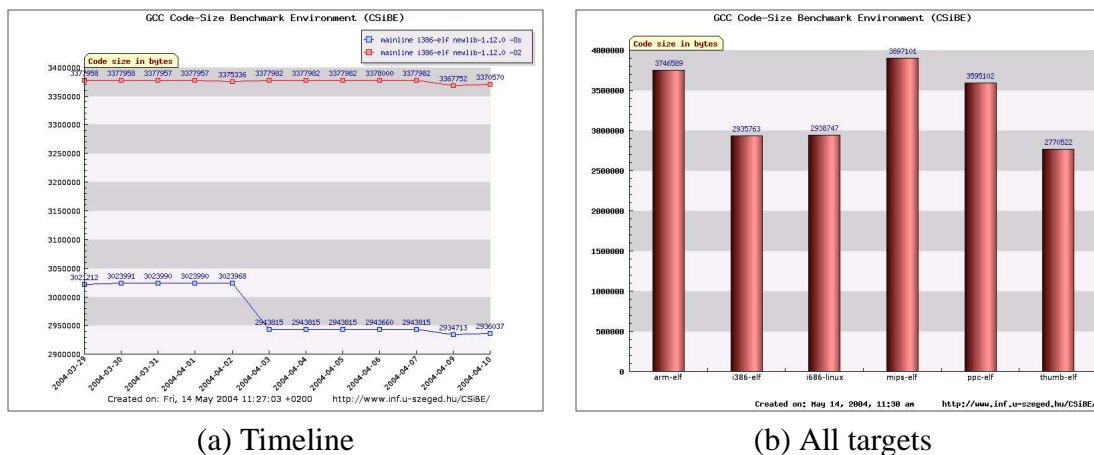 GCC Code-Size Benchmark Environment (CSiBE)
mainline i386-elf newlib-1.12.0 -Os
mainline i386-elf newlib-1.12.0 -O2
Code size in bytes
3377958 3377958 3377957 3377957 3375336 3377982 3377982 3377982 3378000 3377982 3367752 3370570
3400000
3350000
3300000
3250000
3200000
3150000
3100000
3050000
3021212 3023991 3023990 3023990 3023968
3000000
2943815 2943815 2943815 2943660 2943815 2934713 2936037
2950000
2900000
2004-03-29 2004-03-30 2004-03-31 2004-04-01 2004-04-02 2004-04-03 2004-04-04 2004-04-05 2004-04-06 2004-04-07 2004-04-09 2004-04-10
Created on: Fri, 14 May 2004 11:27:03 +0200 http://www.inf.u-szeged.hu/CSiBE/
(a) Timeline
GCC Code-Size Benchmark Environment (CSiBE)
Code size in bytes
4000000
3500000
3000000
2500000
2000000
1500000
1000000
500000
0
3746589 2935763 2938747 3897101 3595102 2770522
arm-elf i386-elf i686-linux mips-elf ppc-elf thumb-elf
Created on: May 14, 2004, 11:30 am http://www.inf.u-szeged.hu/CSiBE/
(b) All targets